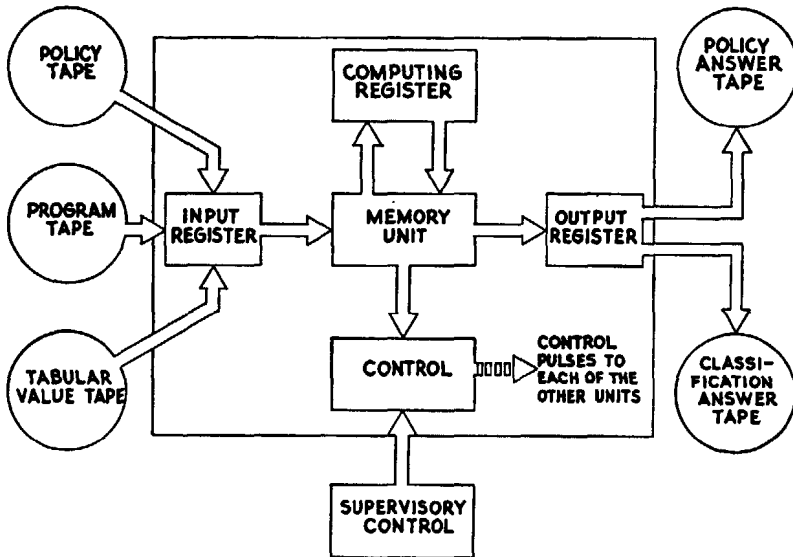 POLICY
TAPE
COMPUTING
REGISTER
POLICY
ANSWER
TAPE
PROGRAM
TAPE
INPUT
REGISTER
MEMORY
UNIT
OUTPUT
REGISTER
TABULAR
VALUE TAPE
CONTROL
CONTROL
PULSES TO
EACH OF THE
OTHER UNITS
CLASSI-
FICATION
ANSWER
TAPE
SUPERVISORY
CONTROL